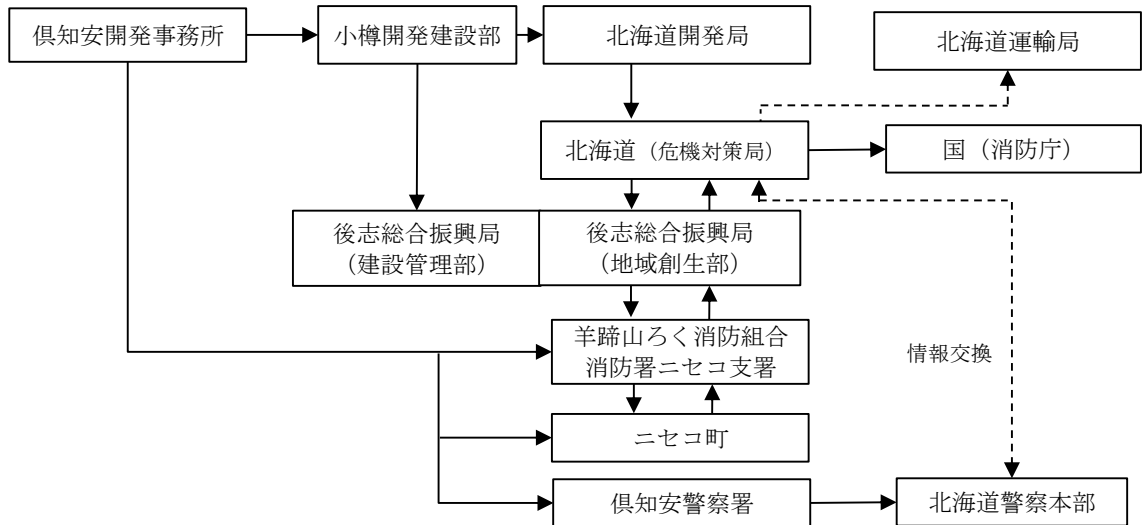 倶知安開発事務所
小樽開発建設部
北海道開発局
北海道運輸局
北海道（危機対策局）
国（消防庁）
後志総合振興局
（建設管理部）
後志総合振興局
（地域創生部）
羊蹄山ろく消防組合
消防署ニセコ支署
情報交換
ニセコ町
倶知安警察署
北海道警察本部